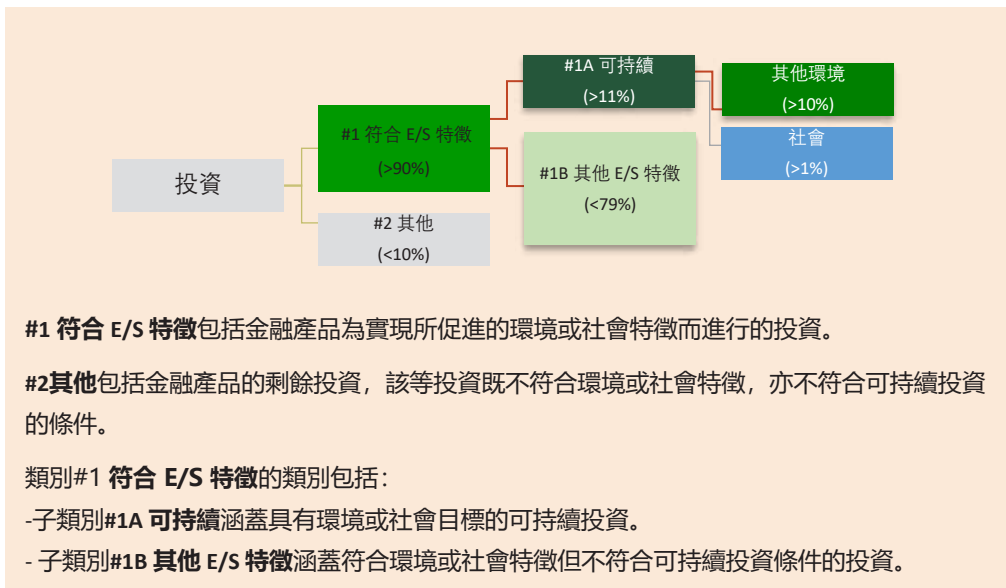 #1A 可持續
(>11%)
其他環境
(>10%)
#1 符合 E/S 特徵
(>90%)
社會
(>1%)
投資
#1B 其他 E/S 特徵
(<79%)
#2 其他
(<10%)
#1 符合 E/S 特徵包括金融產品為實現所促進的環境或社會特徵而進行的投資。
#2其他包括金融產品的剩餘投資，該等投資既不符合環境或社會特徵，亦不符合可持續投資
的條件。
類別#1 符合 E/S 特徵的類別包括：
-子類別#1A 可持續涵蓋具有環境或社會目標的可持續投資。
- 子類別#1B 其他 E/S 特徵涵蓋符合環境或社會特徵但不符合可持續投資條件的投資。